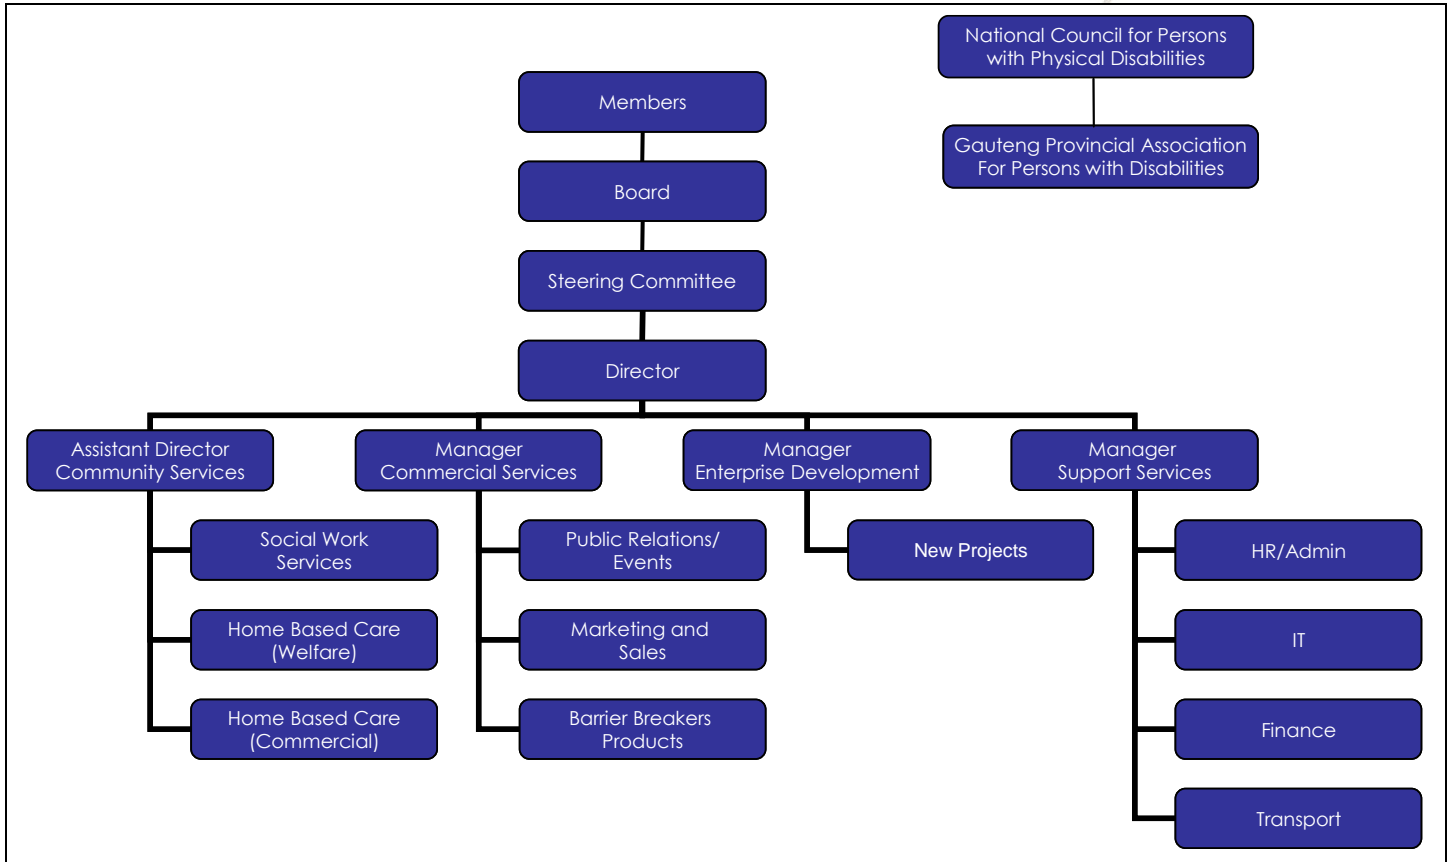 National Council for Persons
with Physical Disabilities
Gauteng Provincial Association
For Persons with Disabilities
Members
Board
Steering Committee
Director
Assistant Director
Community Services
Social Work
Services
Home Based Care
(Welfare)
Home Based Care
(Commercial)
Manager
Commercial Services
Public Relations/
Events
Marketing and
Sales
Barrier Breakers
Products
Manager
Enterprise Development
New Projects
Manager
Support Services
HR/Admin
IT
Finance
Transport